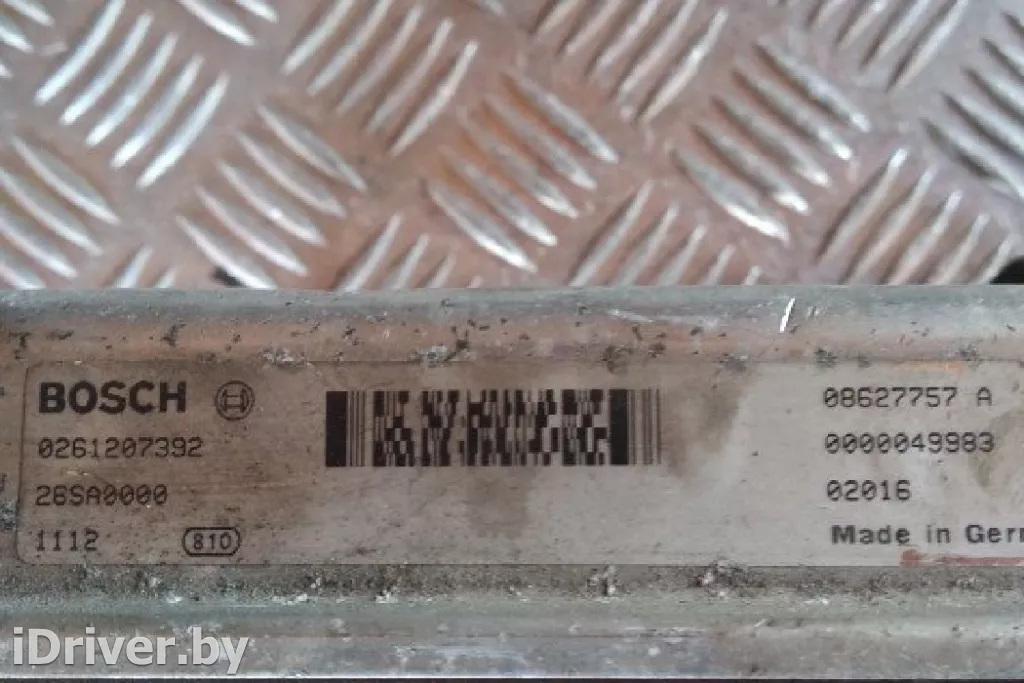 BOSCH
0261207392
26SA0000
1112 810
08627757 A
0000049983
02016
Made in Germ
iDriver.by